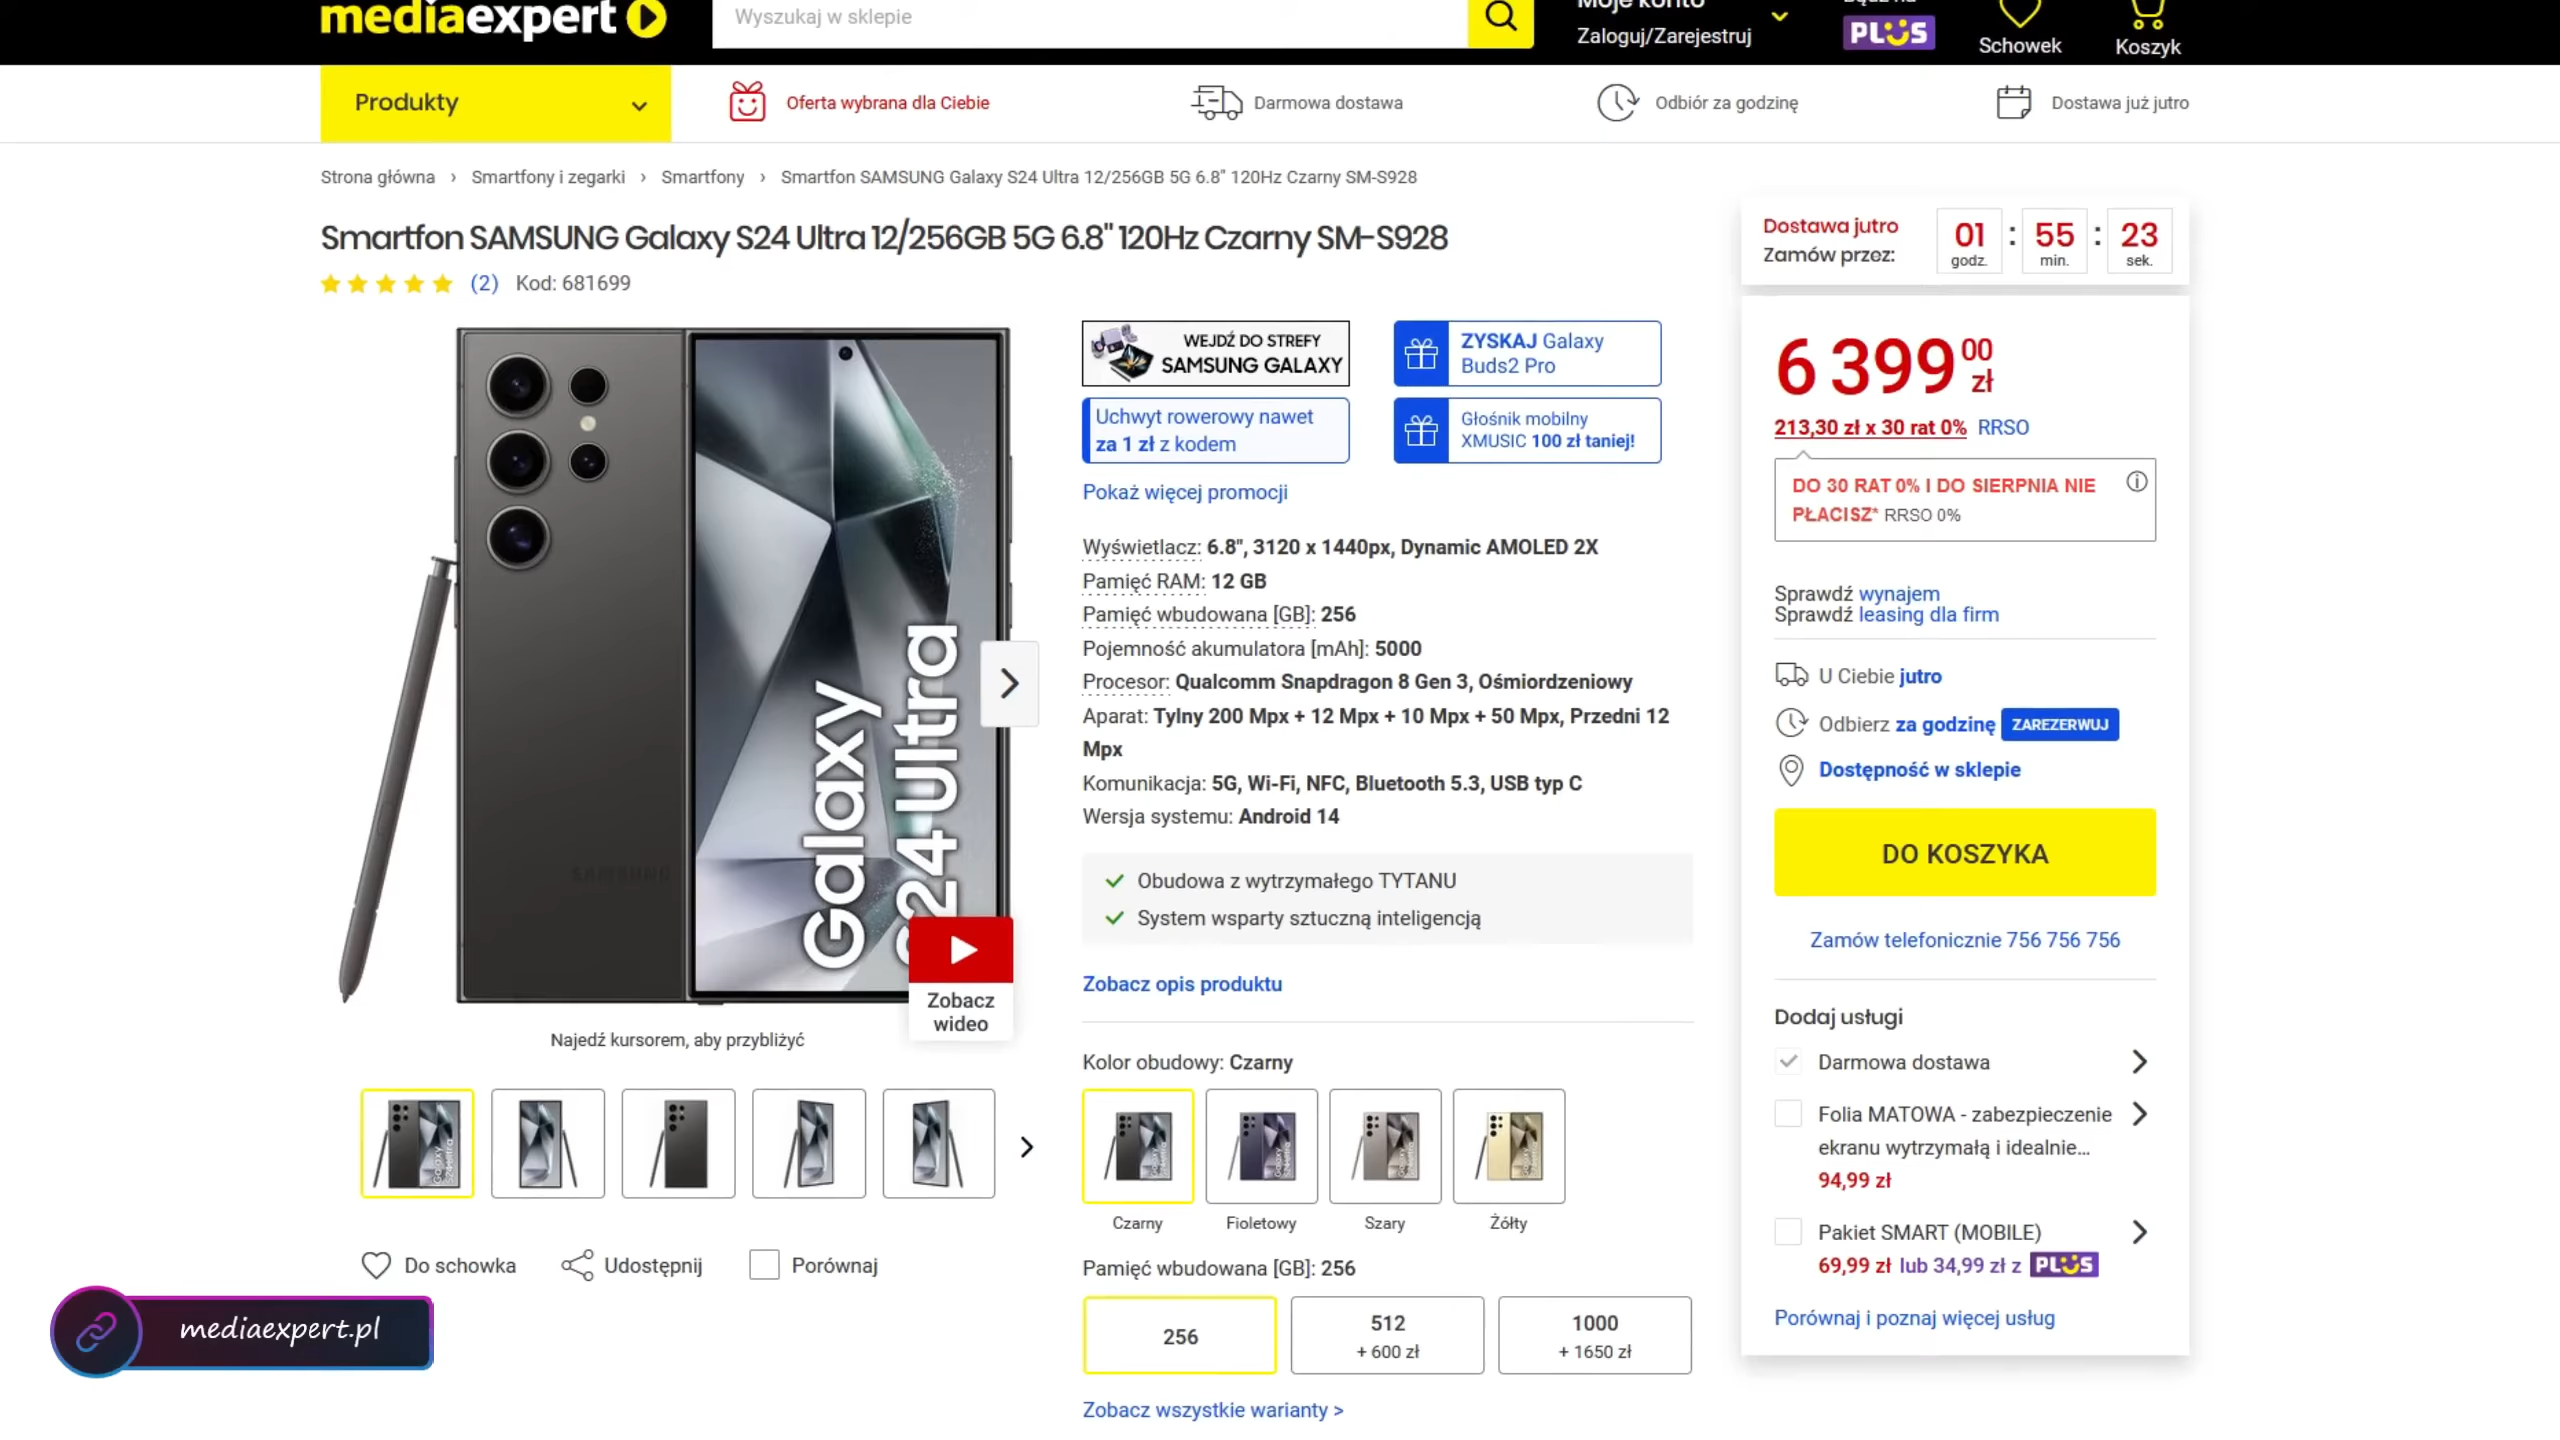 mediaexpert
Wyszukaj w sklepie
Moje konto
Zaloguj/Zarejestruj
PLUS
Schowek
Koszyk
Produkty
Oferta wybrana dla Ciebie
Darmowa dostawa
Odbiór za godzinę
Dostawa już jutro
Strona główna › Smartfony i zegarki › Smartfony › Smartfon SAMSUNG Galaxy S24 Ultra 12/256GB 5G 6.8" 120Hz Czarny SM-S928
Smartfon SAMSUNG Galaxy S24 Ultra 12/256GB 5G 6.8" 120Hz Czarny SM-S928
(2) Kod: 681699
SAMSUNG
Galaxy
S24 Ultra
Zobacz
wideo
Najedź kursorem, aby przybliżyć
Do schowka
Udostępnij
Porównaj
mediaexpert.pl
WEJDŹ DO STREFY
SAMSUNG GALAXY
ZYSKAJ Galaxy
Buds2 Pro
Uchwyt rowerowy nawet
za 1 zł z kodem
Głośnik mobilny
XMUSIC 100 zł taniej!
Pokaż więcej promocji
Wyświetlacz: 6.8", 3120 x 1440px, Dynamic AMOLED 2X
Pamięć RAM: 12 GB
Pamięć wbudowana [GB]: 256
Pojemność akumulatora [mAh]: 5000
Procesor: Qualcomm Snapdragon 8 Gen 3, Ośmiordzeniowy
Aparat: Tylny 200 Mpx + 12 Mpx + 10 Mpx + 50 Mpx, Przedni 12
Mpx
Komunikacja: 5G, Wi-Fi, NFC, Bluetooth 5.3, USB typ C
Wersja systemu: Android 14
Obudowa z wytrzymałego TYTANU
System wsparty sztuczną inteligencją
Zobacz opis produktu
Kolor obudowy: Czarny
Czarny
Fioletowy
Szary
Żółty
Pamięć wbudowana [GB]: 256
256
512
+ 600 zł
1000
+ 1650 zł
Zobacz wszystkie warianty >
Dostawa jutro
Zamów przez:
01 : 55 : 23
godz. min. sek.
6 399 00 zł
213,30 zł x 30 rat 0% RRSO
DO 30 RAT 0% I DO SIERPNIA NIE
PŁACISZ* RRSO 0%
Sprawdź wynajem
Sprawdź leasing dla firm
U Ciebie jutro
Odbierz za godzinę ZAREZERWUJ
Dostępność w sklepie
DO KOSZYKA
Zamów telefonicznie 756 756 756
Dodaj usługi
Darmowa dostawa
Folia MATOWA - zabezpieczenie
ekranu wytrzymałą i idealnie...
94,99 zł
Pakiet SMART (MOBILE)
69,99 zł lub 34,99 zł z PLUS
Porównaj i poznaj więcej usług